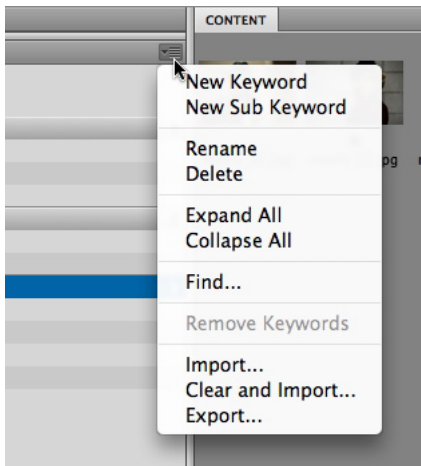 CONTENT
New Keyword
New Sub Keyword
Rename
pg
Delete
Expand All
Collapse All
Find...
Remove Keywords
Import...
Clear and Import...
Export...